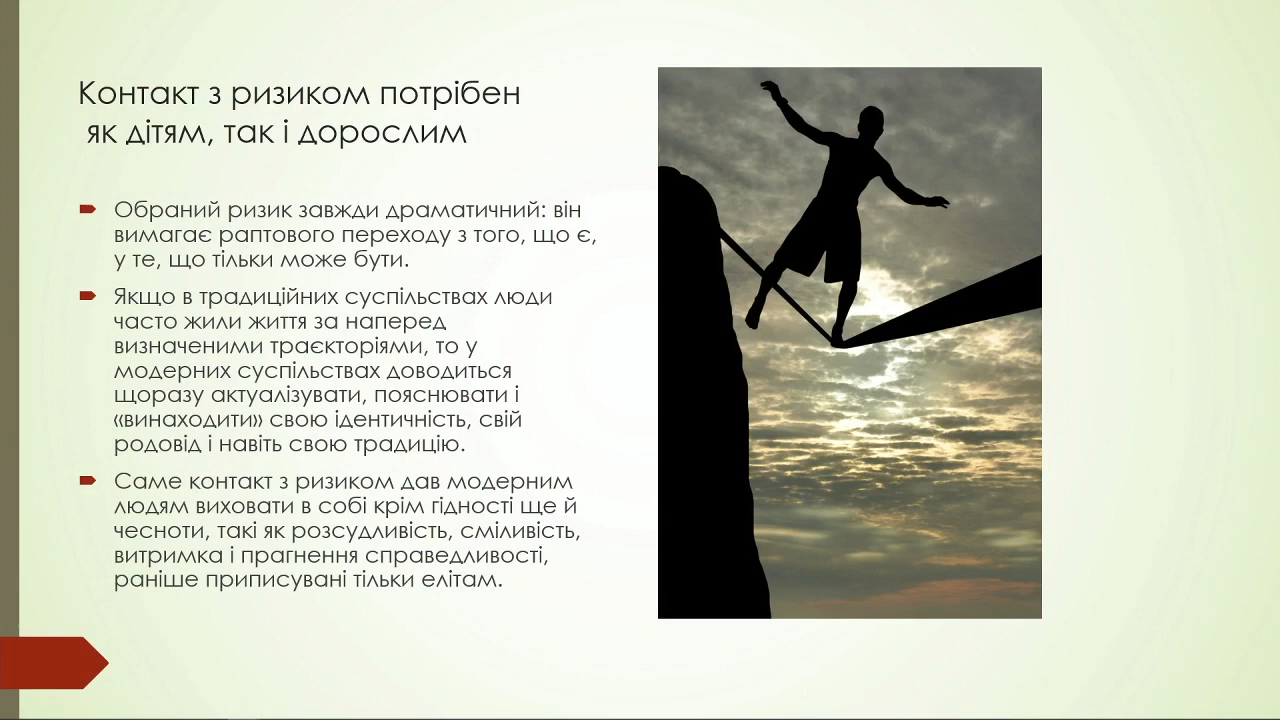 Контакт з ризиком потрібен
як дітям, так і дорослим
Обраний ризик завжди драматичний: він
вимагає раптового переходу з того, що є,
у те, що тільки може бути.
Якщо в традиційних суспільствах люди
часто жили життя за наперед
визначеними траєкторіями, то у
модерних суспільствах доводиться
щоразу актуалізувати, пояснювати і
«винаходити» свою ідентичність, свій
родовід і навіть свою традицію.
Саме контакт з ризиком дав модерним
людям виховати в собі крім гідності ще й
чесноти, такі як розсудливість, сміливість,
витримка і прагнення справедливості,
раніше приписувані тільки елітам.